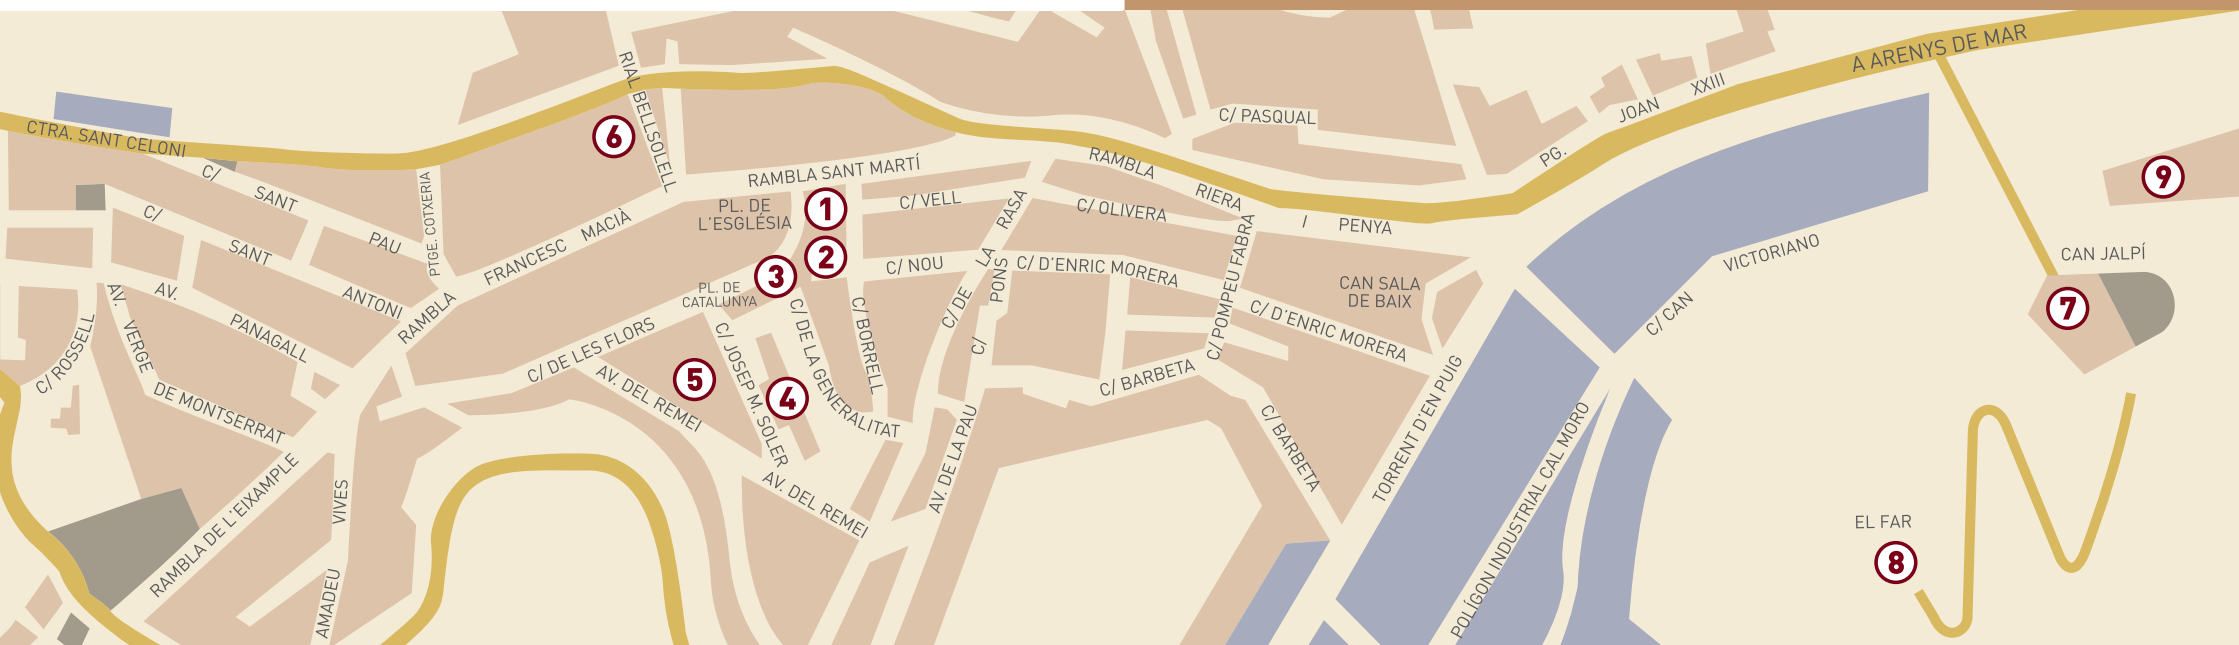 A ARENYS DE MAR
CTRA. SANT CELONI
RIAL BELLSOLELL
6
C/ PASQUAL
PG. JOAN XXIII
C/ SANT PAU
C/ SANT ANTONI
PTGE. COTXERIA
RAMBLA FRANCESC MACIÀ
RAMBLA SANT MARTÍ
RAMBLA RIERA I PENYA
9
PL. DE
L'ESGLÉSIA
1
C/ VELL
C/ DE LA RASA
C/ OLIVERA
2
C/ NOU
C/ PONS
C/ D'ENRIC MORERA
C/ POMPEU FABRA
CAN SALA
DE BAIX
C/ CAN VICTORIANO
CAN JALPÍ
7
3
PL. DE
CATALUNYA
AV. PANAGALL
AV. VERGE DE MONTSERRAT
C/ ROSSELL
C/ DE LES FLORS
C/ JOSEP M. SOLER
C/ DE LA GENERALITAT
C/ BORRELL
C/ D'ENRIC MORERA
5
4
AV. DEL REMEI
AV. DEL REMEI
C/ BARBETA
C/ BARBETA
AV. DE LA PAU
TORRENT D'EN PUIG
POLÍGON INDUSTRIAL CAL MORO
RAMBLA DE L'EIXAMPLE
AMADEU VIVES
EL FAR
8